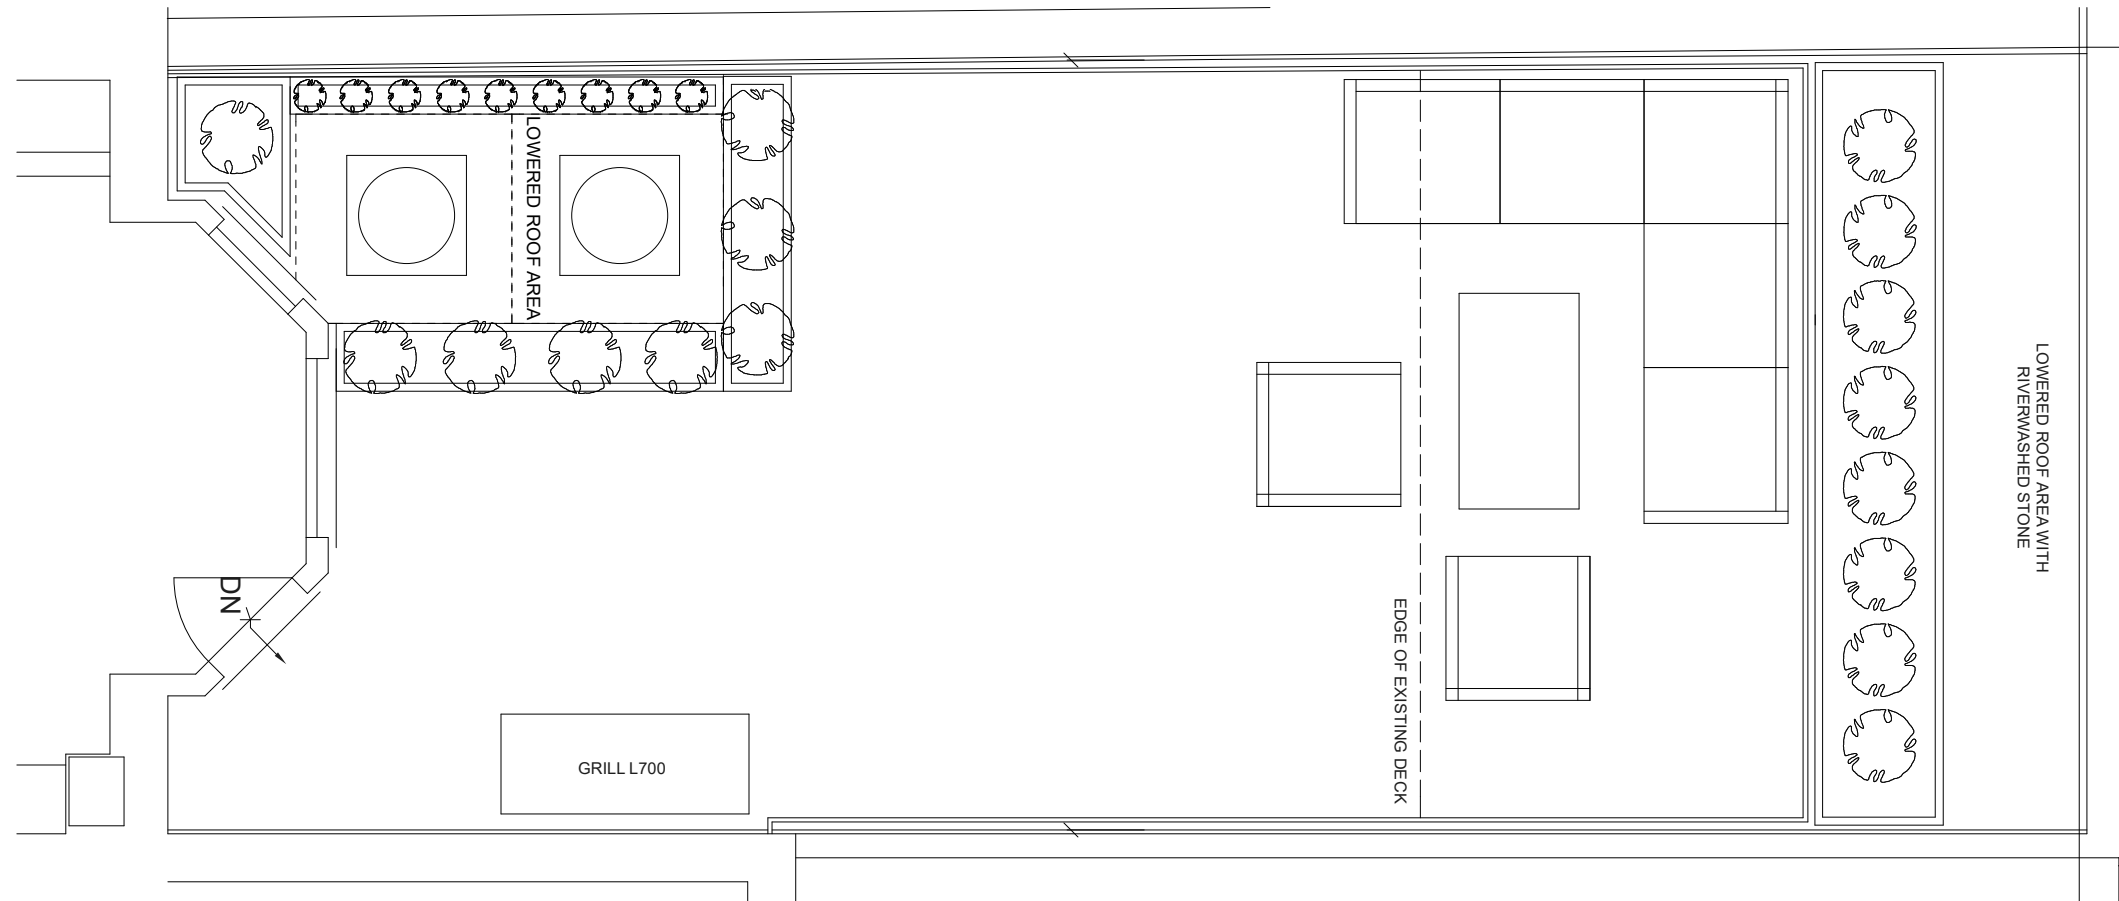 LOWERED ROOF AREA
DN
GRILL L700
EDGE OF EXISTING DECK
LOWERED ROOF AREA WITH
RIVERWASHED STONE